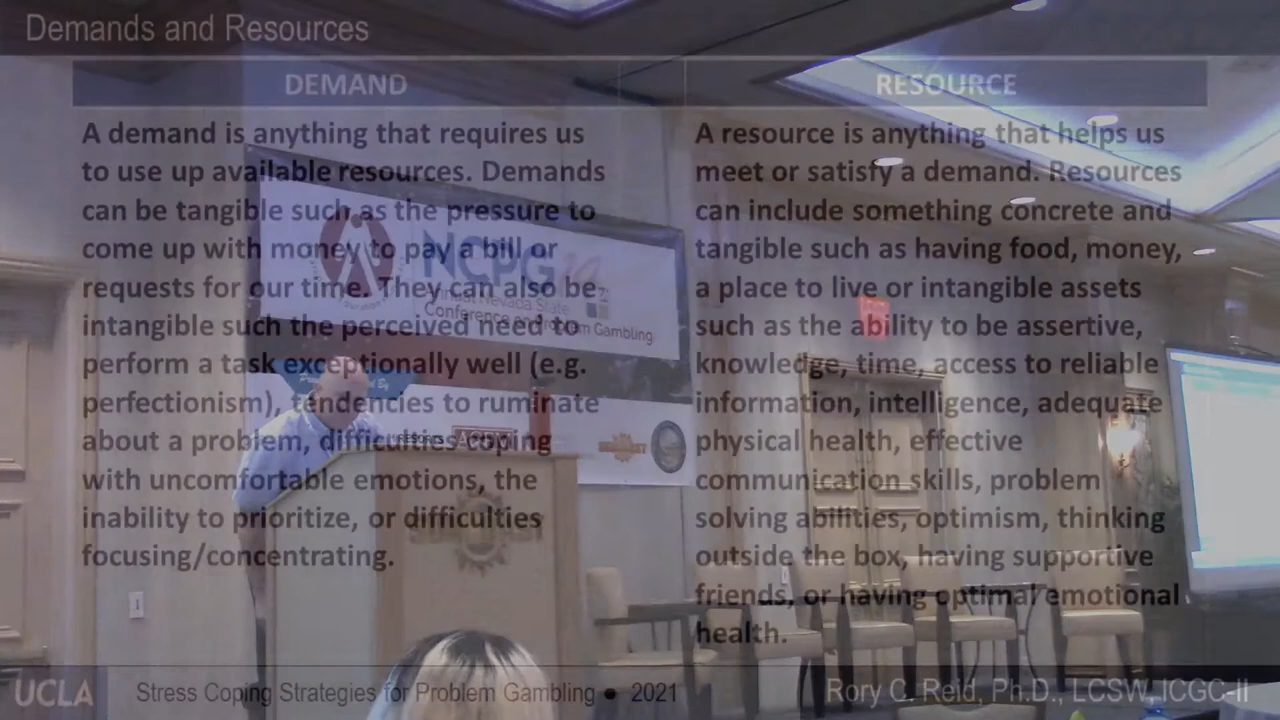 Demands and Resources
DEMAND
A demand is anything that requires us
to use up available resources. Demands
can be tangible such as the pressure to
come up with money to pay a bill or
requests for our time. They can also be
intangible such the perceived need to
perform a task exceptionally well (e.g.
perfectionism), tendencies to ruminate
about a problem, difficulties coping
with uncomfortable emotions, the
inability to prioritize, or difficulties
focusing/concentrating.
RESOURCE
A resource is anything that helps us
meet or satisfy a demand. Resources
can include something concrete and
tangible such as having food, money,
a place to live or intangible assets
such as the ability to be assertive,
knowledge, time, access to reliable
information, intelligence, adequate
physical health, effective
communication skills, problem
solving abilities, optimism, thinking
outside the box, having supportive
friends, or having optimal emotional
health.
NCPG
State
Conference on Problem Gambling
By
RESORTS
UCLA
Stress Coping Strategies for Problem Gambling ● 2021
Rory C. Reid, Ph.D., LCSW, ICGC-II